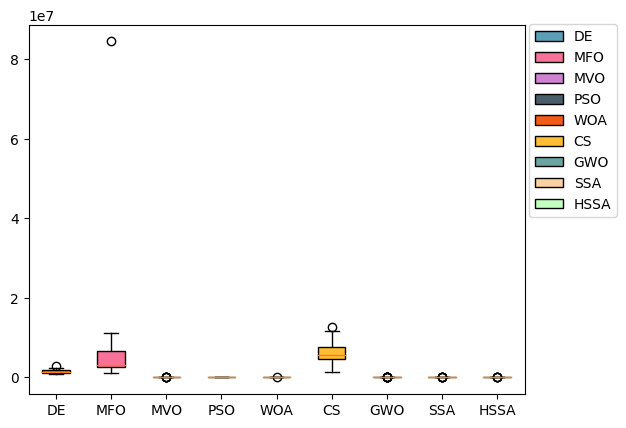 1e7
8
6
4
2
0
DE MFO MVO PSO WOA CS GWO SSA HSSA
DE
MFO
MVO
PSO
WOA
CS
GWO
SSA
HSSA